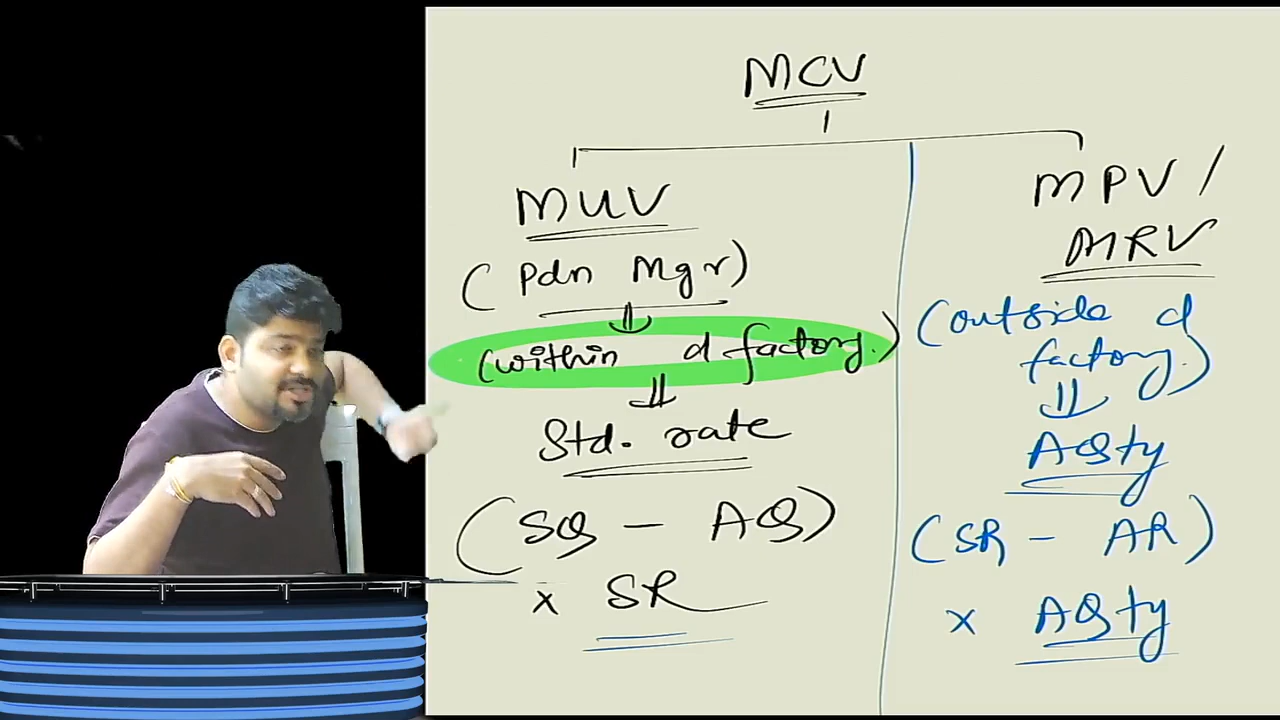 MCV
MUV
(Pdn Mgr)
(within d factory.)
Std. rate
(SQ - AQ)
x SR
MPV /
MRV
(outside d
factory.)
AQty
(SR - AR)
x AQty